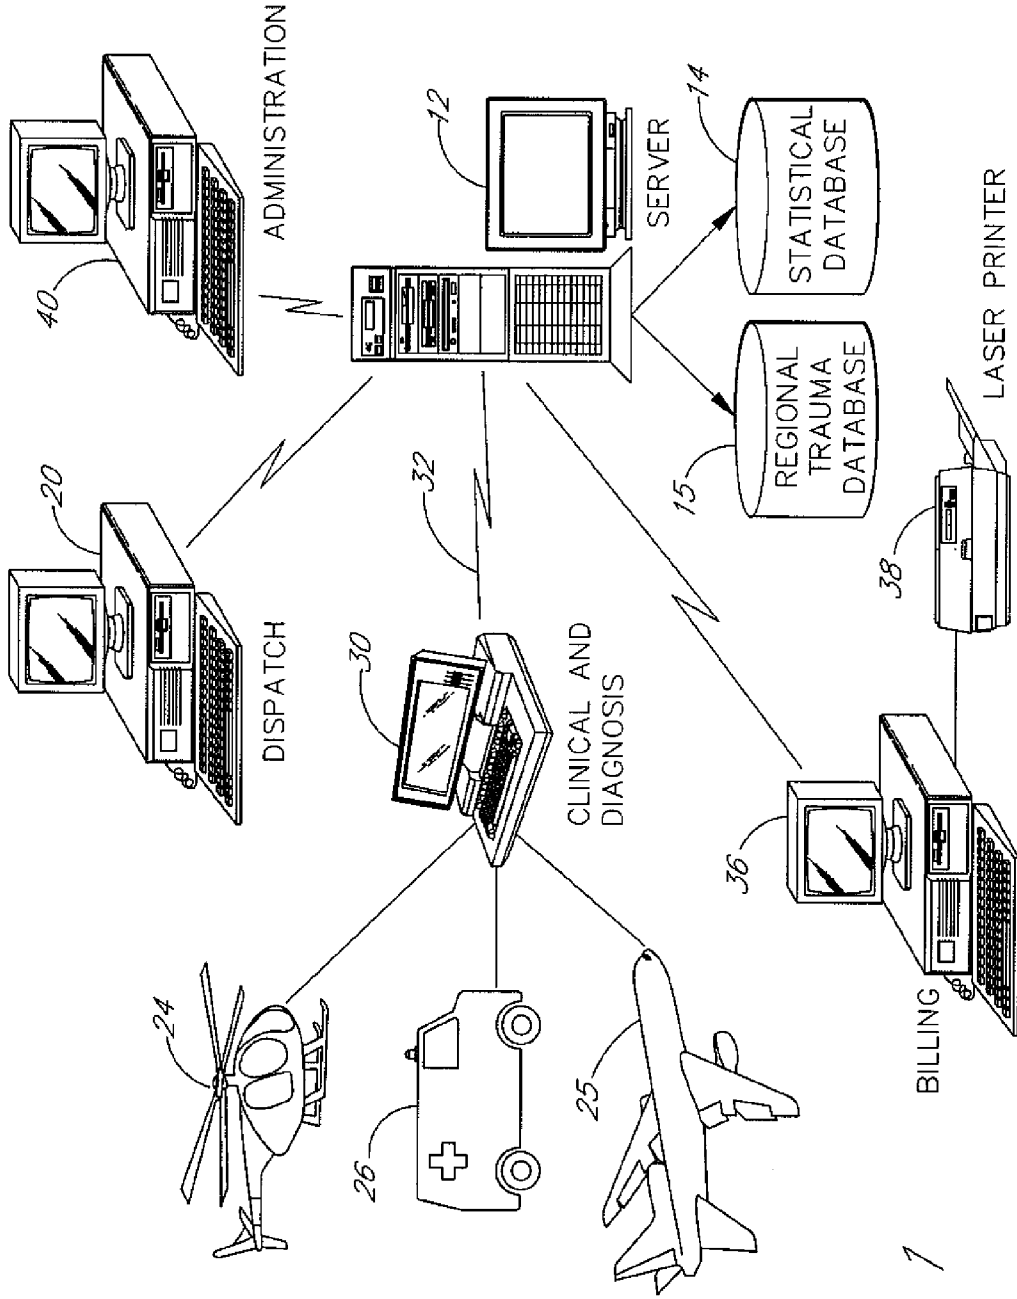 20
40
24
DISPATCH
ADMINISTRATION
26
30
32
12
CLINICAL AND
DIAGNOSIS
25
SERVER
15
14
36
REGIONAL
TRAUMA
DATABASE
STATISTICAL
DATABASE
38
1
BILLING
LASER PRINTER